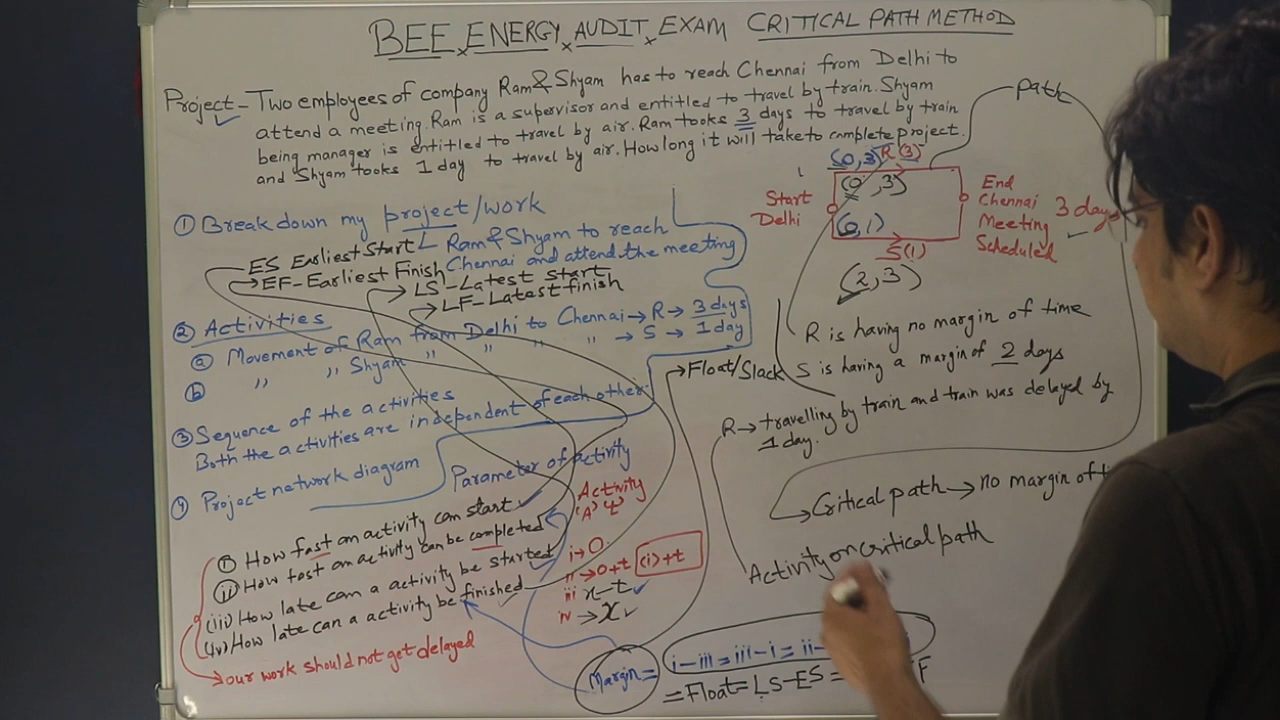 BEE ENERGY AUDIT EXAM CRITICAL PATH METHOD
Project - Two employees of company Ram & Shyam has to reach Chennai from Delhi to
attend a meeting. Ram is a supervisor and entitled to travel by train. Shyam
being manager is entitled to travel by air. Ram tooks 3 days to travel by train
and Shyam tooks 1 day to travel by air. How long it will take to complete project.
① Break down my project/work
Ram & Shyam to reach
Chennai and attend the meeting
ES Earliest Start
EF - Earliest Finish
LS - Latest start
LF - Latest finish
② Activities
ⓐ Movement of Ram from Delhi to Chennai → R → 3 days
ⓑ ,, ,, Shyam ,, ,, ,, ,, → S → 1 day
③ Sequence of the activities
Both the activities are independent of each other
④ Project network diagram
Parameter of activity
(i) How fast an activity can start
(ii) How fast an activity can be completed
(iii) How late can a activity be started
(iv) How late can a activity be finished
our work should not get delayed
Activity
'A' 't'
i → 0
ii → 0+t (i)+t
iii x-t
iv → x
Path
(0,3) R(3)
(0,3)
Start
Delhi
(0,1)
S(1)
(2,3)
End
Chennai 3 days
Meeting
Scheduled
R is having no margin of time
Float/Slack S is having a margin of 2 days
R → travelling by train and train was delayed by
1 day.
Critical path → no margin of
Activity on critical path
Margin = i-iii = iii-i = ii-
= Float = LS-ES =
F